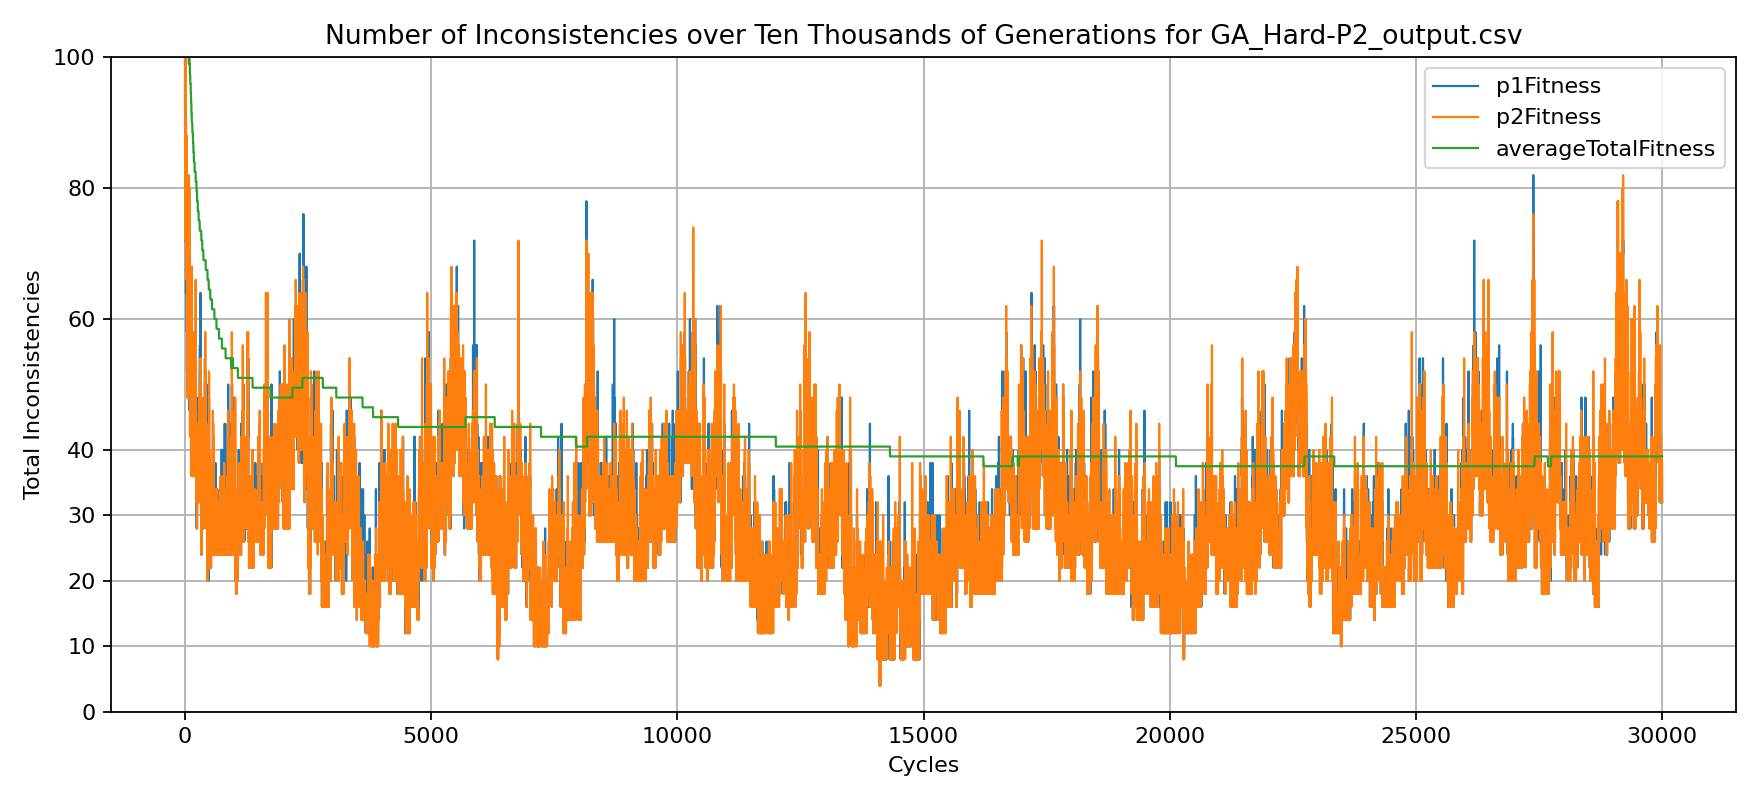 Number of Inconsistencies over Ten Thousands of Generations for GA_Hard-P2_output.csv
100
80
60
40
30
20
10
0
Total Inconsistencies
p1Fitness
p2Fitness
averageTotalFitness
0 5000 10000 15000 20000 25000 30000
Cycles